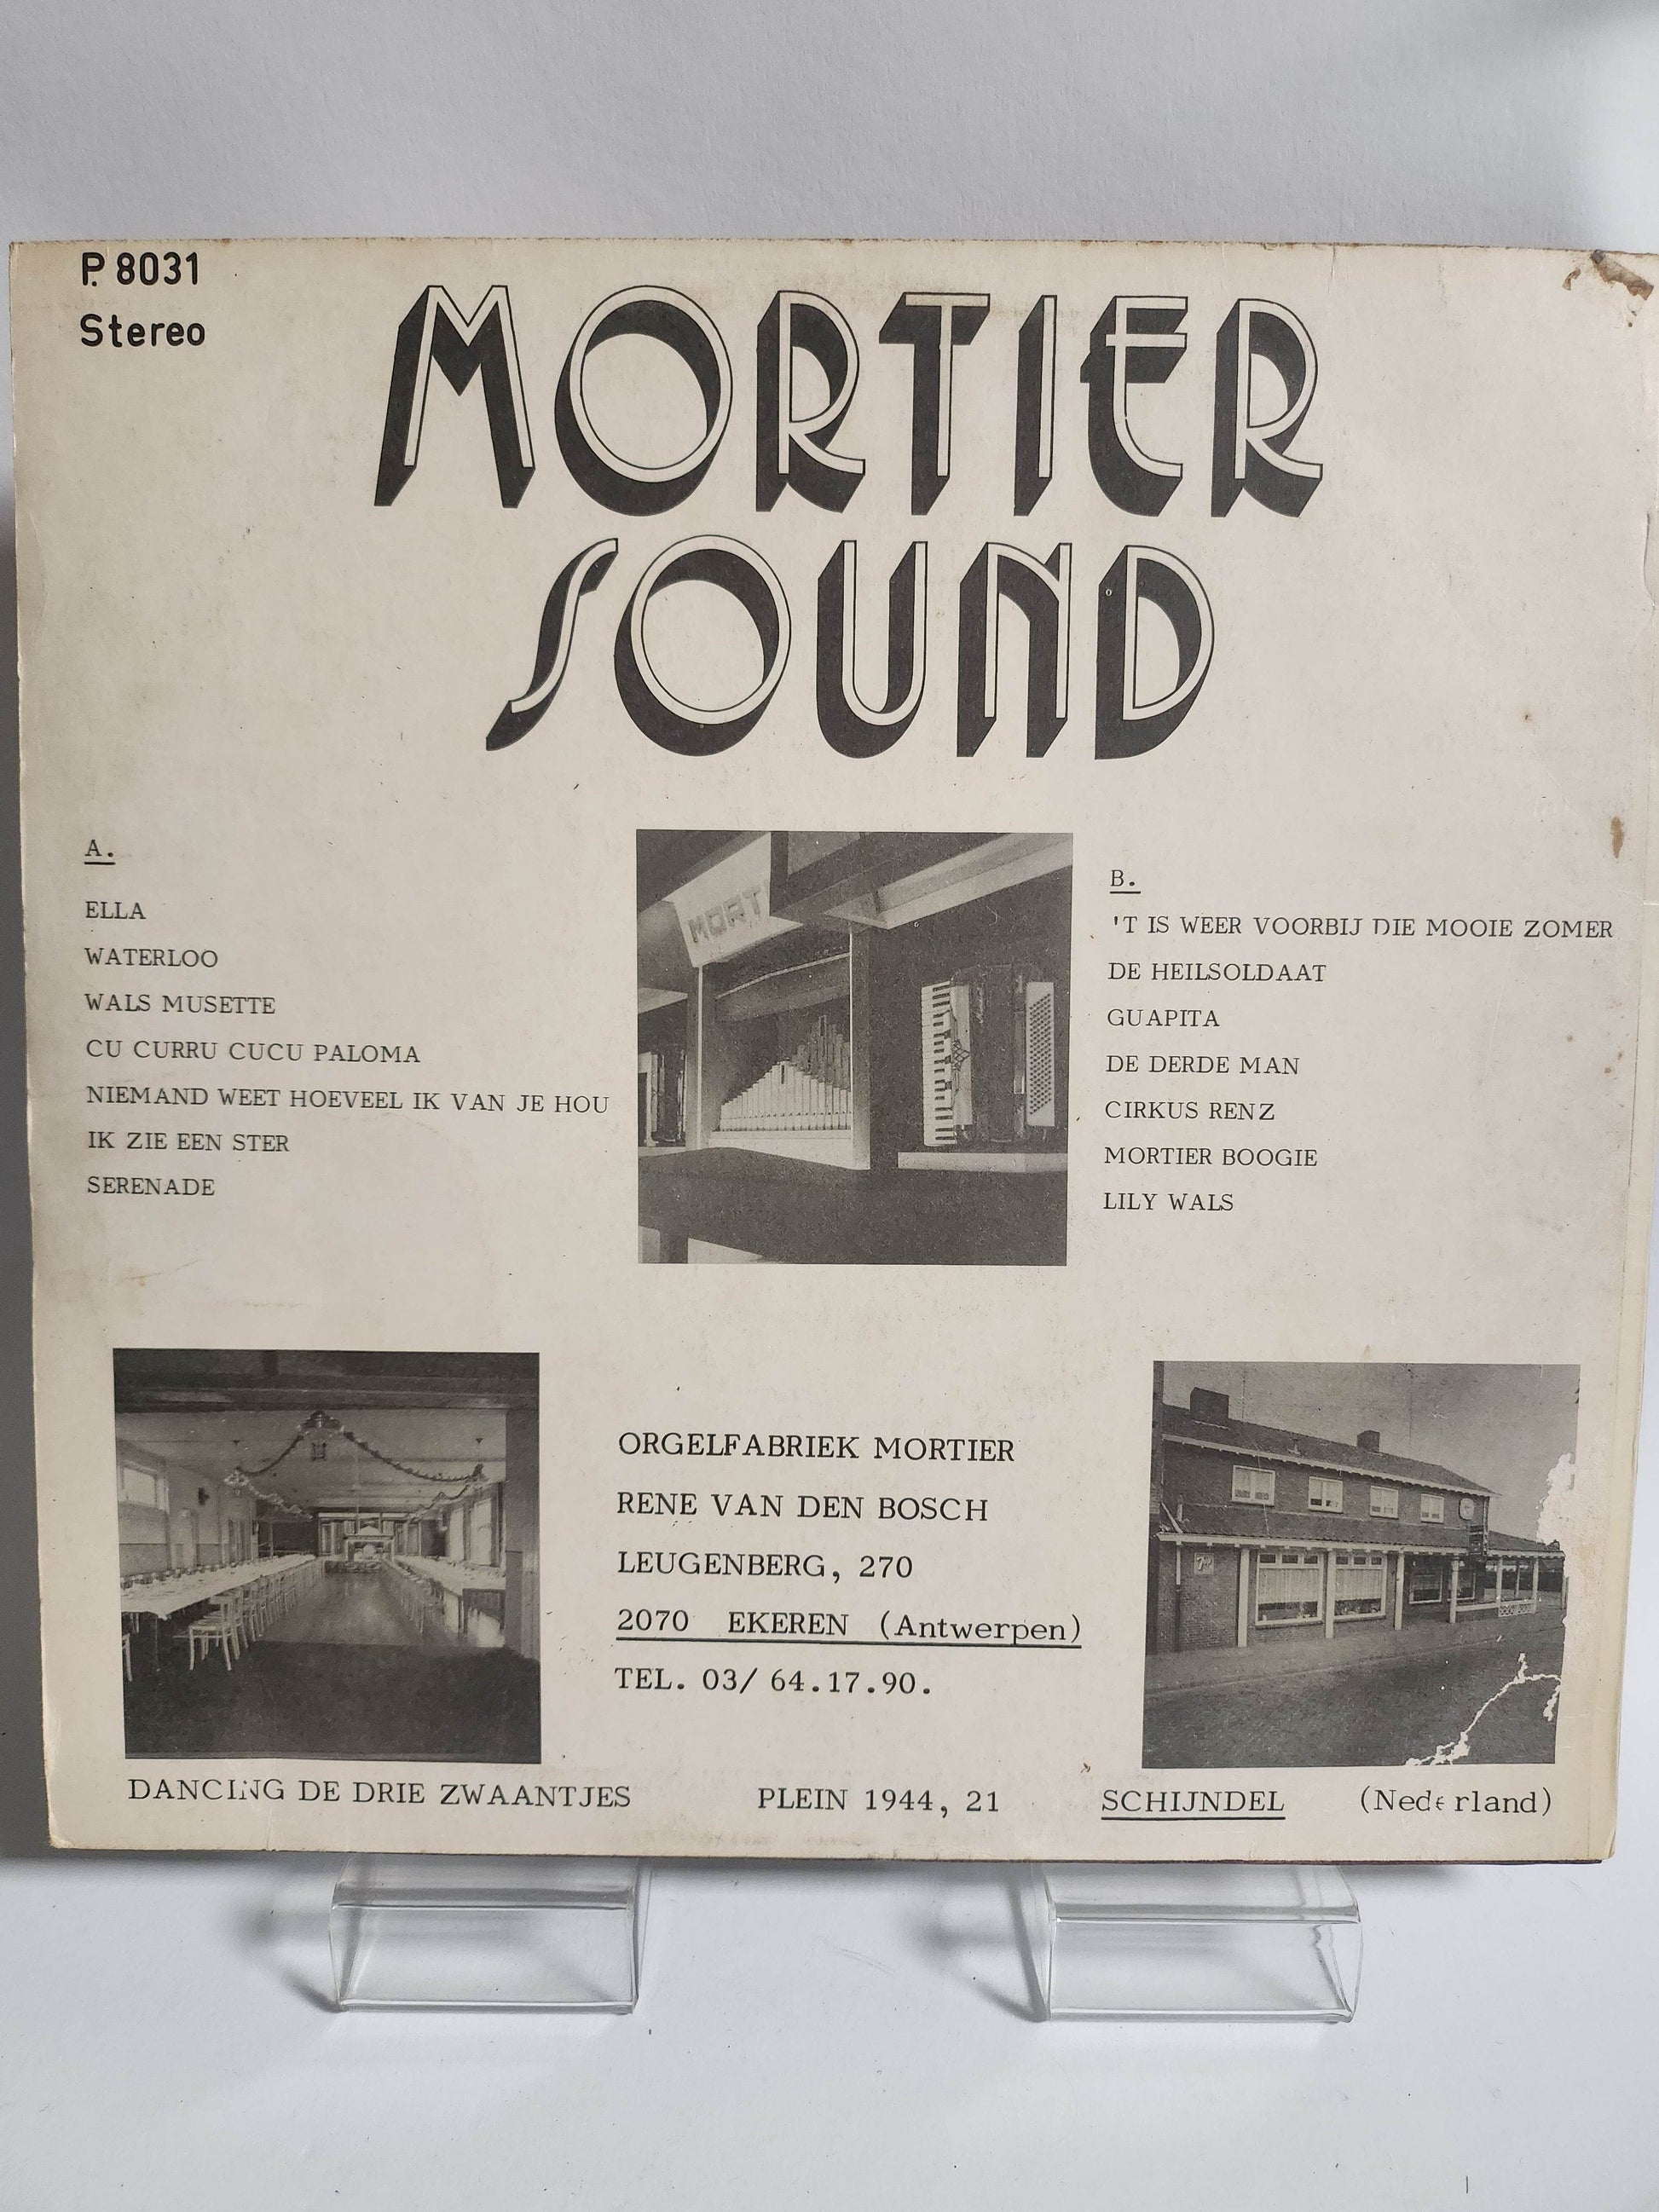 P. 8031
Stereo
MORTIER
SOUND
A.
ELLA
WATERLOO
WALS MUSETTE
CU CURRU CUCU PALOMA
NIEMAND WEET HOEVEEL IK VAN JE HOU
IK ZIE EEN STER
SERENADE
MORT
B.
'T IS WEER VOORBIJ DIE MOOIE ZOMER
DE HEILSOLDAAT
GUAPITA
DE DERDE MAN
CIRKUS RENZ
MORTIER BOOGIE
LILY WALS
ORGELFABRIEK MORTIER
RENE VAN DEN BOSCH
LEUGENBERG, 270
2070 EKEREN (Antwerpen)
TEL. 03/ 64.17.90.
DANCING DE DRIE ZWAANTJES PLEIN 1944, 21 SCHIJNDEL (Nederland)